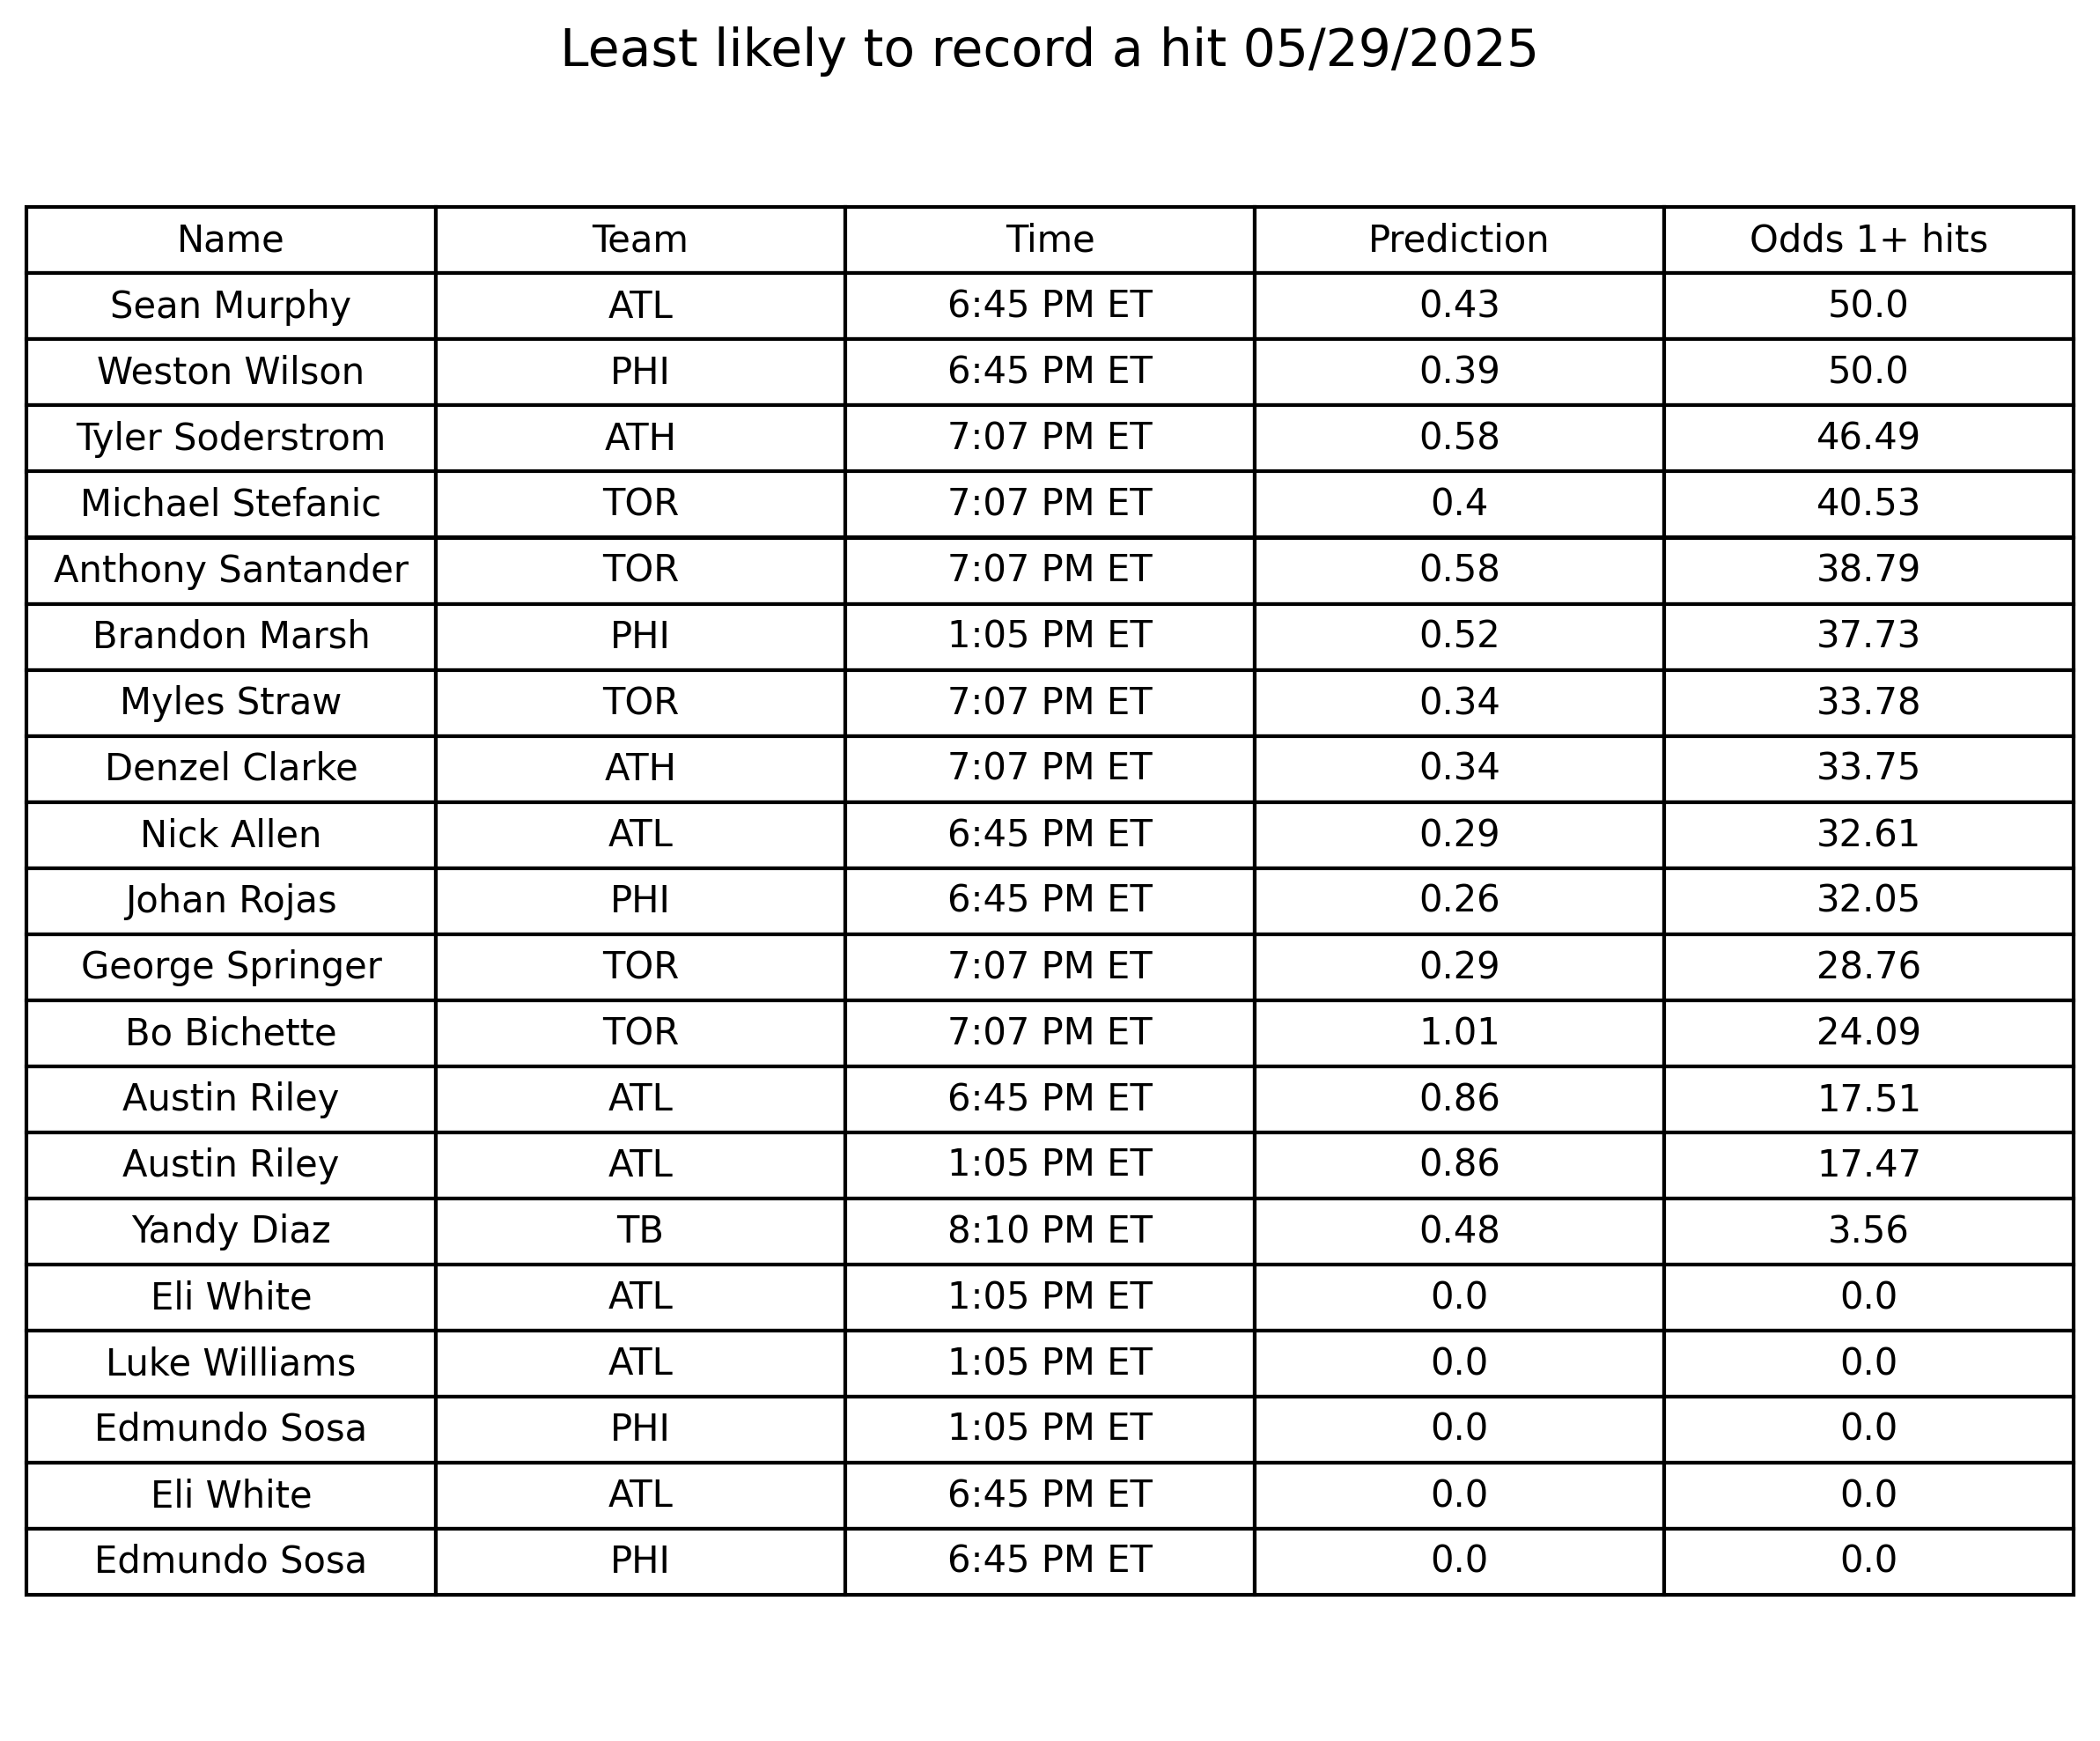 Least likely to record a hit 05/29/2025
Name Team Time Prediction Odds 1+ hits
Sean Murphy ATL 6:45 PM ET 0.43 50.0
Weston Wilson PHI 6:45 PM ET 0.39 50.0
Tyler Soderstrom ATH 7:07 PM ET 0.58 46.49
Michael Stefanic TOR 7:07 PM ET 0.4 40.53
Anthony Santander TOR 7:07 PM ET 0.58 38.79
Brandon Marsh PHI 1:05 PM ET 0.52 37.73
Myles Straw TOR 7:07 PM ET 0.34 33.78
Denzel Clarke ATH 7:07 PM ET 0.34 33.75
Nick Allen ATL 6:45 PM ET 0.29 32.61
Johan Rojas PHI 6:45 PM ET 0.26 32.05
George Springer TOR 7:07 PM ET 0.29 28.76
Bo Bichette TOR 7:07 PM ET 1.01 24.09
Austin Riley ATL 6:45 PM ET 0.86 17.51
Austin Riley ATL 1:05 PM ET 0.86 17.47
Yandy Diaz TB 8:10 PM ET 0.48 3.56
Eli White ATL 1:05 PM ET 0.0 0.0
Luke Williams ATL 1:05 PM ET 0.0 0.0
Edmundo Sosa PHI 1:05 PM ET 0.0 0.0
Eli White ATL 6:45 PM ET 0.0 0.0
Edmundo Sosa PHI 6:45 PM ET 0.0 0.0